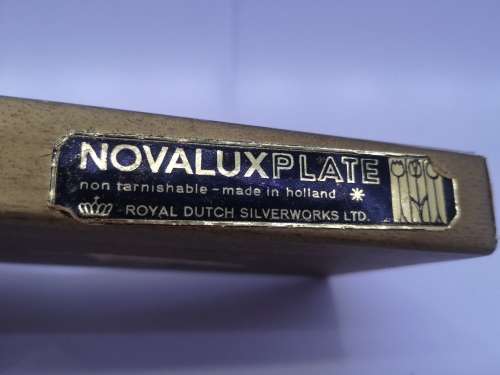 NOVALUXPLATE
non tarnishable - made in holland *
ROYAL DUTCH SILVERWORKS LTD.